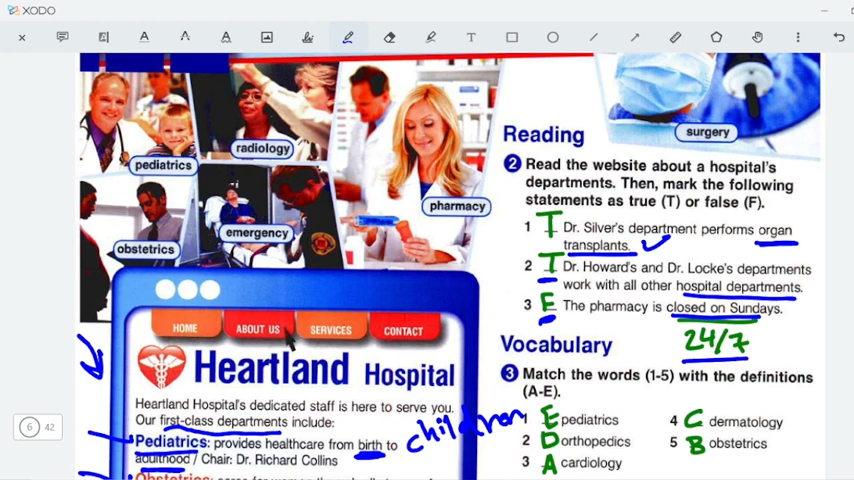 XODO
pediatrics
radiology
obstetrics
emergency
pharmacy
surgery
HOME
ABOUT US
SERVICES
CONTACT
Heartland Hospital
Heartland Hospital's dedicated staff is here to serve you.
Our first-class departments include:
Pediatrics: provides healthcare from birth to
adulthood / Chair: Dr. Richard Collins
children
Reading
2 Read the website about a hospital's
departments. Then, mark the following
statements as true (T) or false (F).
1 T Dr. Silver's department performs organ
transplants.
2 T Dr. Howard's and Dr. Locke's departments
work with all other hospital departments.
3 F The pharmacy is closed on Sundays.
24/7
Vocabulary
3 Match the words (1-5) with the definitions
(A-E).
1 E pediatrics
2 D orthopedics
3 A cardiology
4 C dermatology
5 B obstetrics
6 42